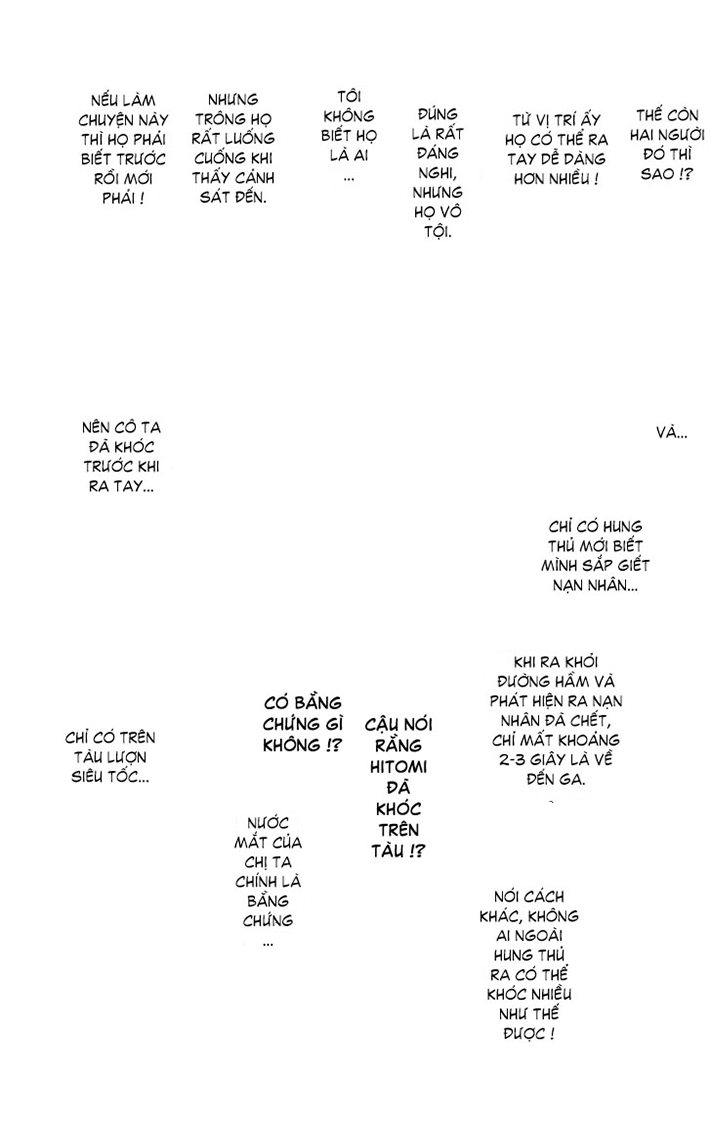 THẾ CÒN
HAI NGƯỜI
ĐÓ THÌ
SAO !?
TỪ VỊ TRÍ ẤY
HỌ CÓ THỂ RA
TAY DỄ DÀNG
HƠN NHIỀU !
ĐÚNG
LÀ RẤT
ĐÁNG
NGHI,
NHƯNG
HỌ VÔ
TỘI.
TÔI
KHÔNG
BIẾT HỌ
LÀ AI
...
NHƯNG
TRÔNG HỌ
RẤT LUỐNG
CUỐNG KHI
THẤY CẢNH
SÁT ĐẾN.
NẾU LÀM
CHUYỆN NÀY
THÌ HỌ PHẢI
BIẾT TRƯỚC
RỒI MỚI
PHẢI !
VÀ...
CHỈ CÓ HUNG
THỦ MỚI BIẾT
MÌNH SẮP GIẾT
NẠN NHÂN...
NÊN CÔ TA
ĐÃ KHÓC
TRƯỚC KHI
RA TAY...
KHI RA KHỎI
ĐƯỜNG HẦM VÀ
PHÁT HIỆN RA NẠN
NHÂN ĐÃ CHẾT,
CHỈ MẤT KHOẢNG
2-3 GIÂY LÀ VỀ
ĐẾN GA.
NÓI CÁCH
KHÁC, KHÔNG
AI NGOÀI
HUNG THỦ
RA CÓ THỂ
KHÓC NHIỀU
NHƯ THẾ
ĐƯỢC !
CẬU NÓI
RẰNG
HITOMI
ĐÃ
KHÓC
TRÊN
TÀU !?
CÓ BẰNG
CHỨNG GÌ
KHÔNG !?
NƯỚC
MẮT CỦA
CHỊ TA
CHÍNH LÀ
BẰNG
CHỨNG
...
CHỈ CÓ TRÊN
TÀU LƯỢN
SIÊU TỐC...